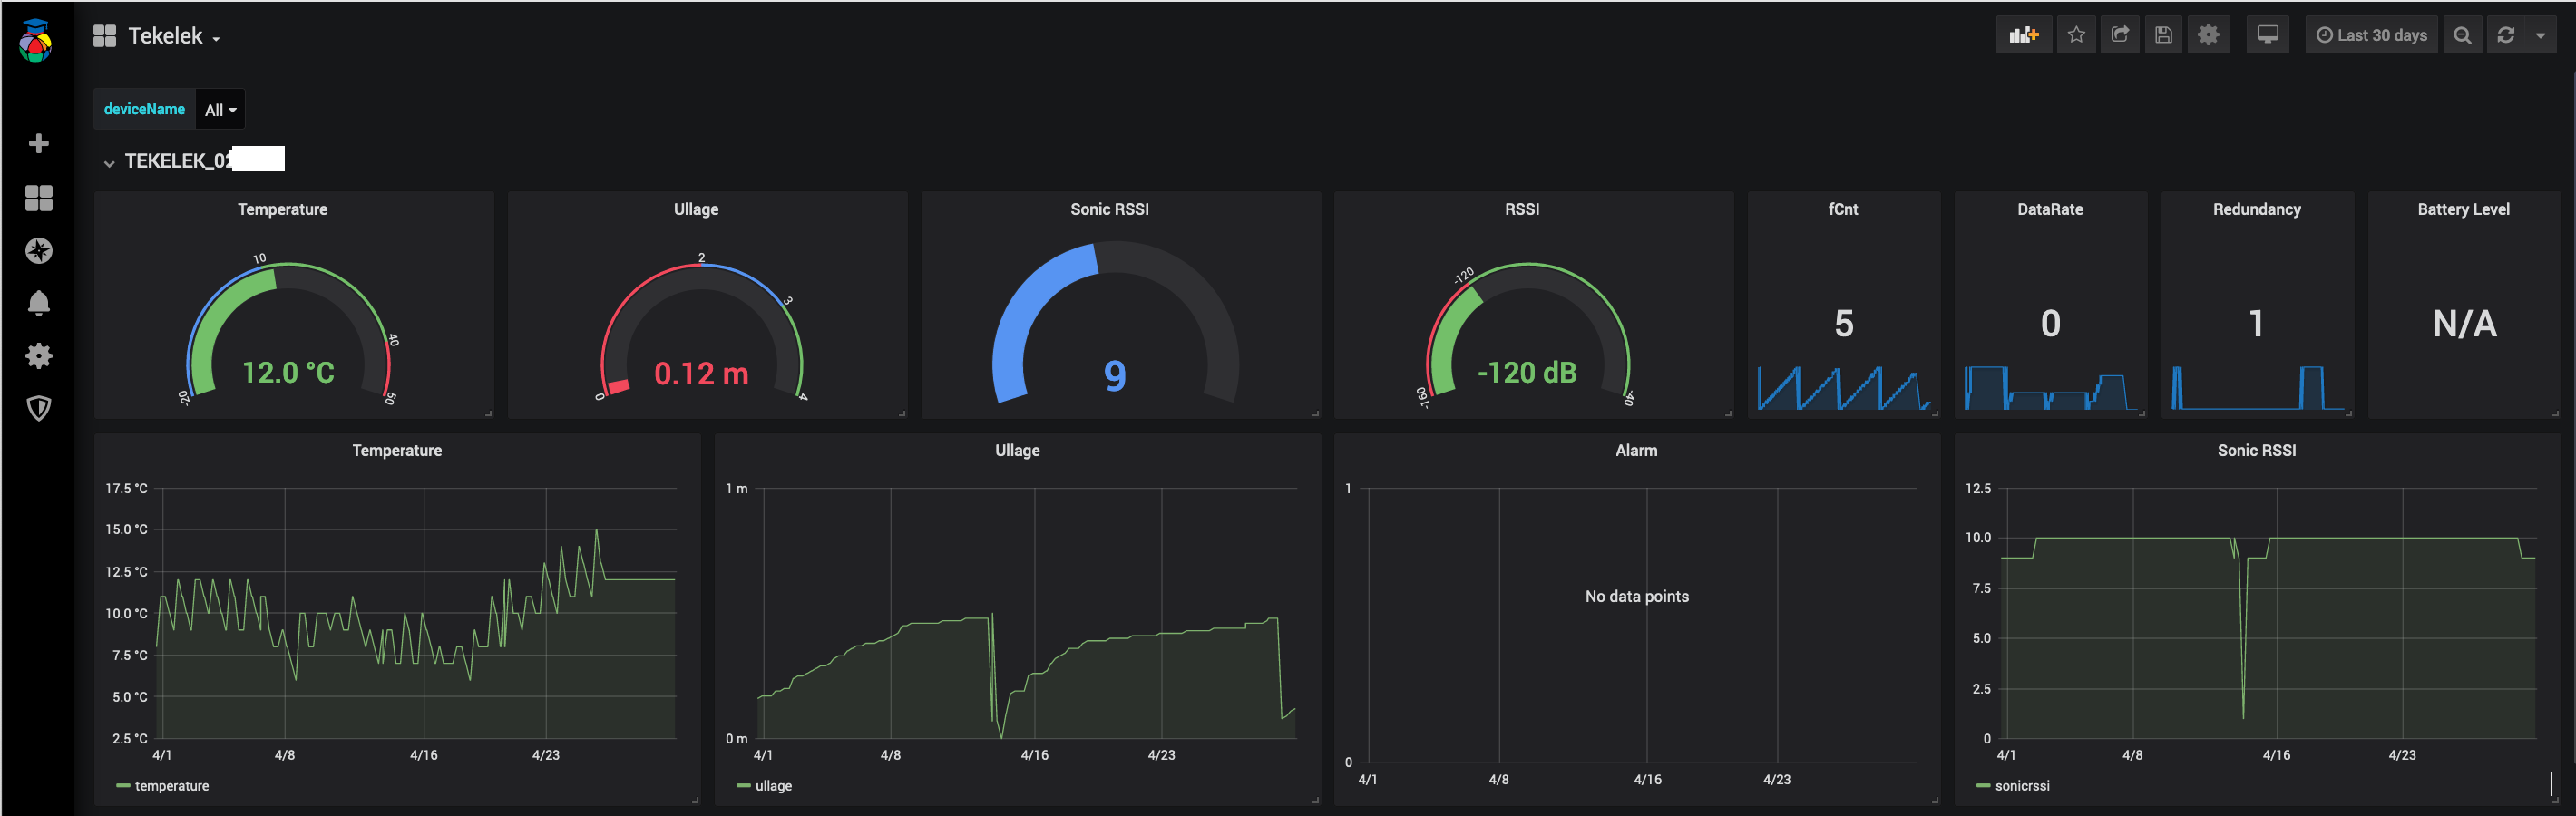 Tekelek
Last 30 days
deviceName All
TEKELEK_02
Temperature
-20
10
40
50
12.0 °C
Ullage
0
2
3
4
0.12 m
Sonic RSSI
9
RSSI
-160
-120
-40
-120 dB
fCnt
5
DataRate
0
Redundancy
1
Battery Level
N/A
Temperature
17.5 °C
15.0 °C
12.5 °C
10.0 °C
7.5 °C
5.0 °C
2.5 °C
4/1 4/8 4/16 4/23
temperature
Ullage
1 m
0 m
4/1 4/8 4/16 4/23
ullage
Alarm
1
No data points
0
4/1 4/8 4/16 4/23
Sonic RSSI
12.5
10.0
7.5
5.0
2.5
0
4/1 4/8 4/16 4/23
sonicrssi